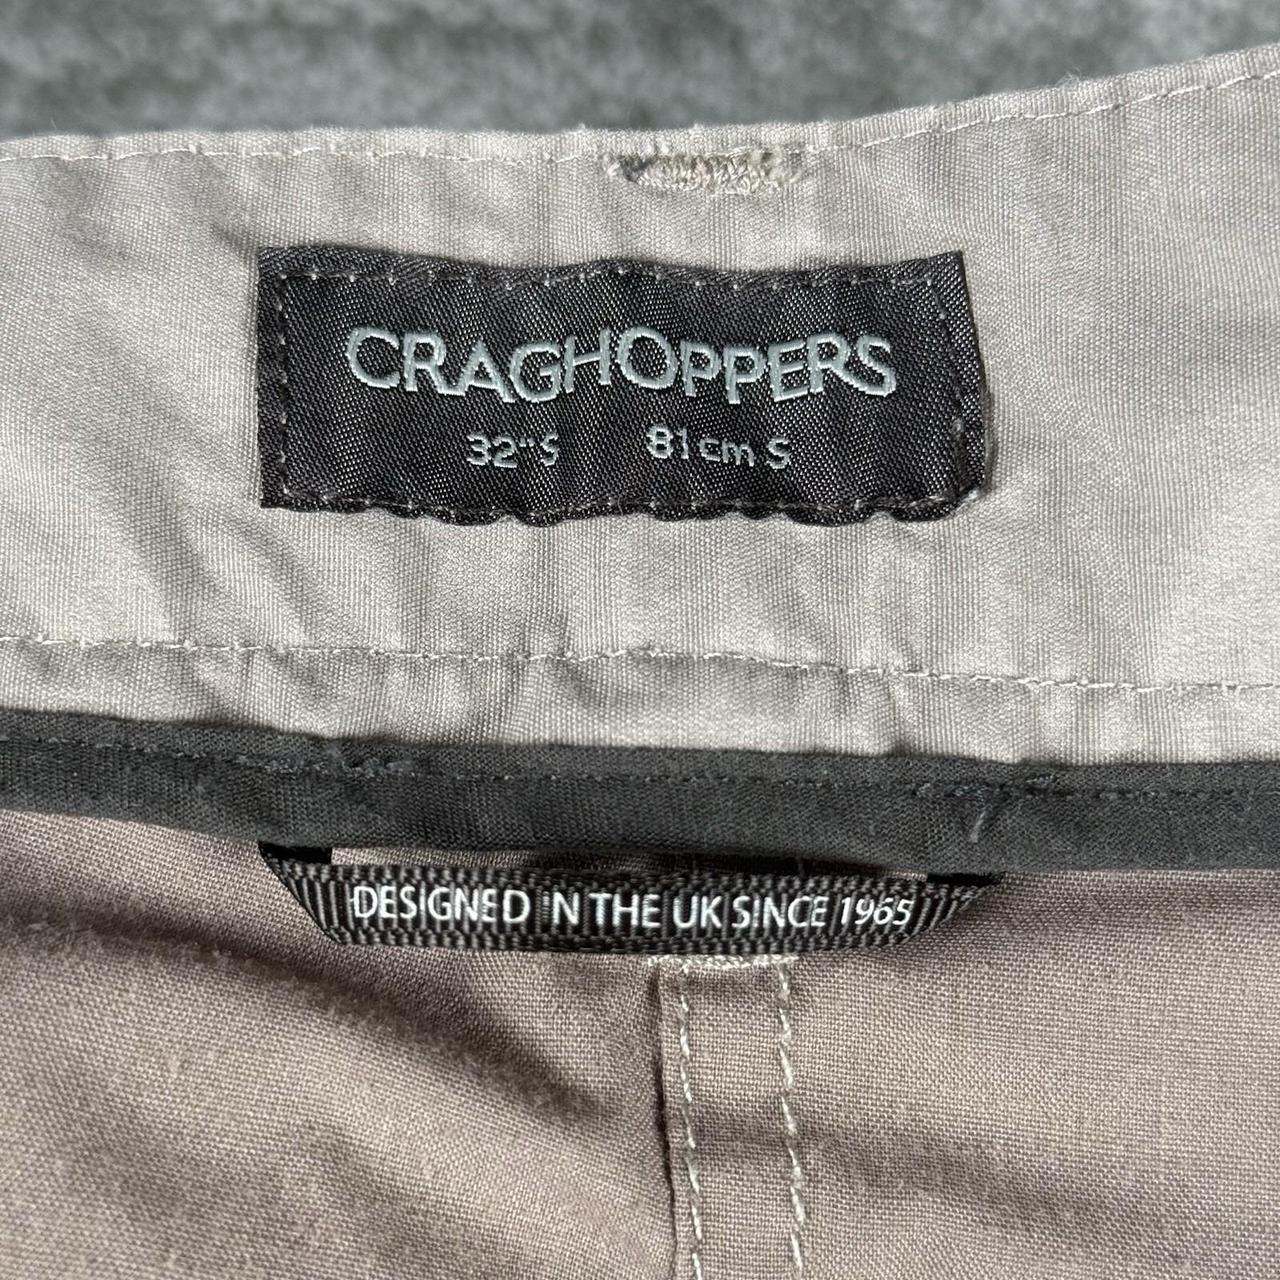 CRAGHOPPERS
32"S 81cm S
DESIGNED IN THE UK SINCE 1965